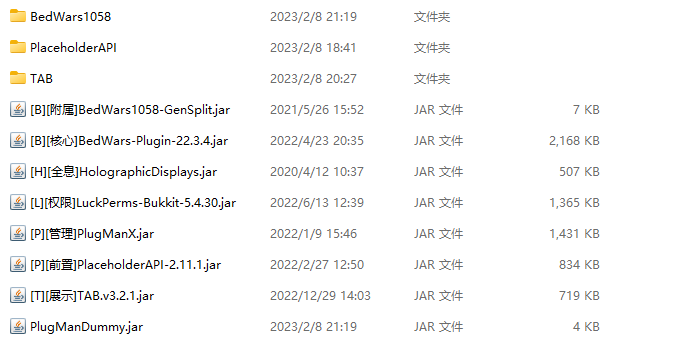 BedWars1058 2023/2/8 21:19 文件夹
PlaceholderAPI 2023/2/8 18:41 文件夹
TAB 2023/2/8 20:27 文件夹
[B][附属]BedWars1058-GenSplit.jar 2021/5/26 15:52 JAR 文件 7 KB
[B][核心]BedWars-Plugin-22.3.4.jar 2022/4/23 20:35 JAR 文件 2,168 KB
[H][全息]HolographicDisplays.jar 2020/4/12 10:37 JAR 文件 507 KB
[L][权限]LuckPerms-Bukkit-5.4.30.jar 2022/6/13 12:39 JAR 文件 1,365 KB
[P][管理]PlugManX.jar 2022/1/9 15:46 JAR 文件 1,431 KB
[P][前置]PlaceholderAPI-2.11.1.jar 2022/2/27 12:50 JAR 文件 834 KB
[T][展示]TAB.v3.2.1.jar 2022/12/29 14:03 JAR 文件 719 KB
PlugManDummy.jar 2023/2/8 21:19 JAR 文件 4 KB